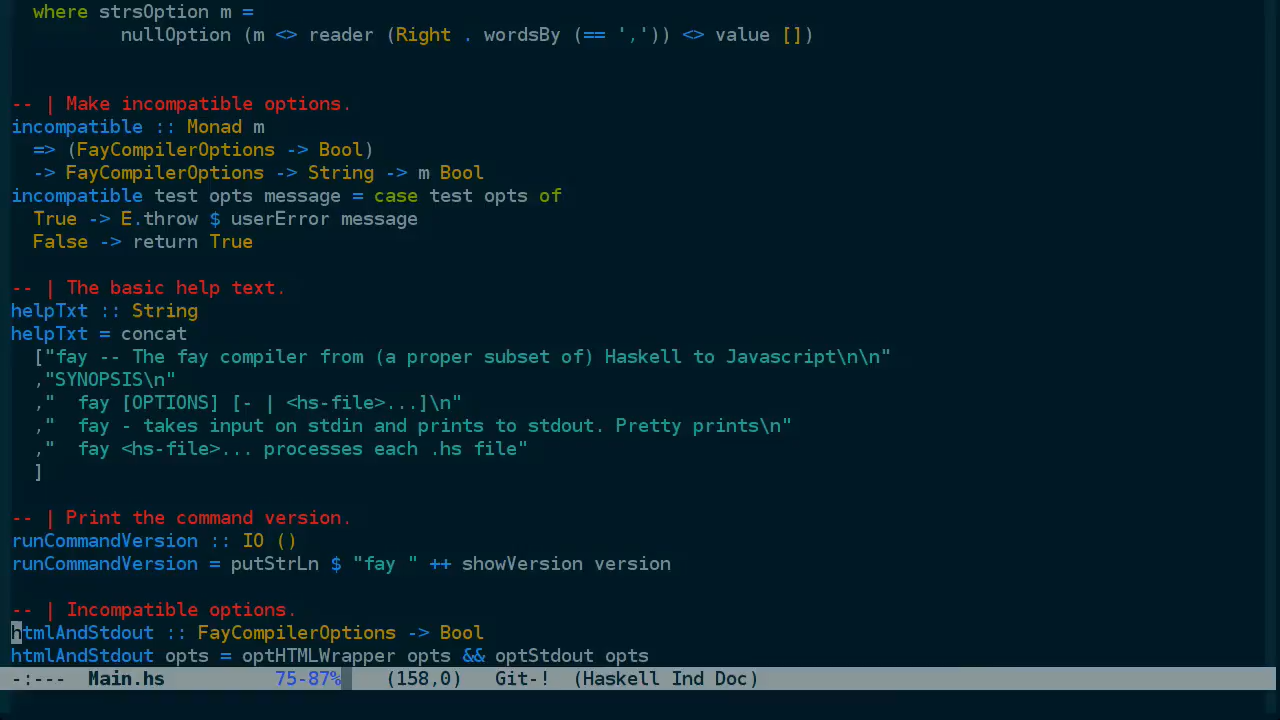 where strsOption m =
          nullOption (m <> reader (Right . wordsBy (== ',')) <> value [])
-- | Make incompatible options.
incompatible :: Monad m
  => (FayCompilerOptions -> Bool)
  -> FayCompilerOptions -> String -> m Bool
incompatible test opts message = case test opts of
  True -> E.throw $ userError message
  False -> return True
-- | The basic help text.
helpTxt :: String
helpTxt = concat
  ["fay -- The fay compiler from (a proper subset of) Haskell to Javascript\n\n"
  ,"SYNOPSIS\n"
  ,"  fay [OPTIONS] [- | <hs-file>...]\n"
  ,"  fay - takes input on stdin and prints to stdout. Pretty prints\n"
  ,"  fay <hs-file>... processes each .hs file"
  ]
-- | Print the command version.
runCommandVersion :: IO ()
runCommandVersion = putStrLn $ "fay " ++ showVersion version
-- | Incompatible options.
htmlAndStdout :: FayCompilerOptions -> Bool
htmlAndStdout opts = optHTMLWrapper opts && optStdout opts
-:---  Main.hs          75-87%    (158,0)   Git-!  (Haskell Ind Doc)